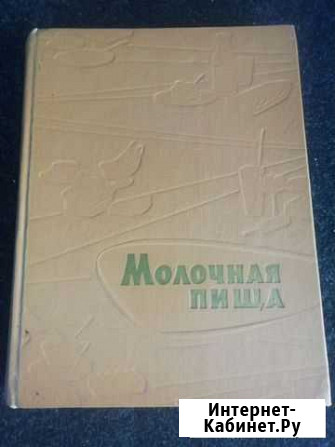 Молочная
пища
Интернет-
Кабинет.Ру